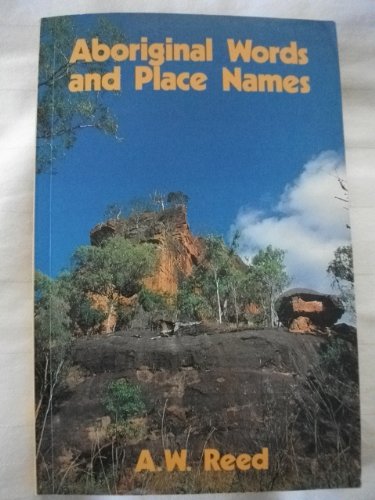 Aboriginal Words
and Place Names
A.W. Reed